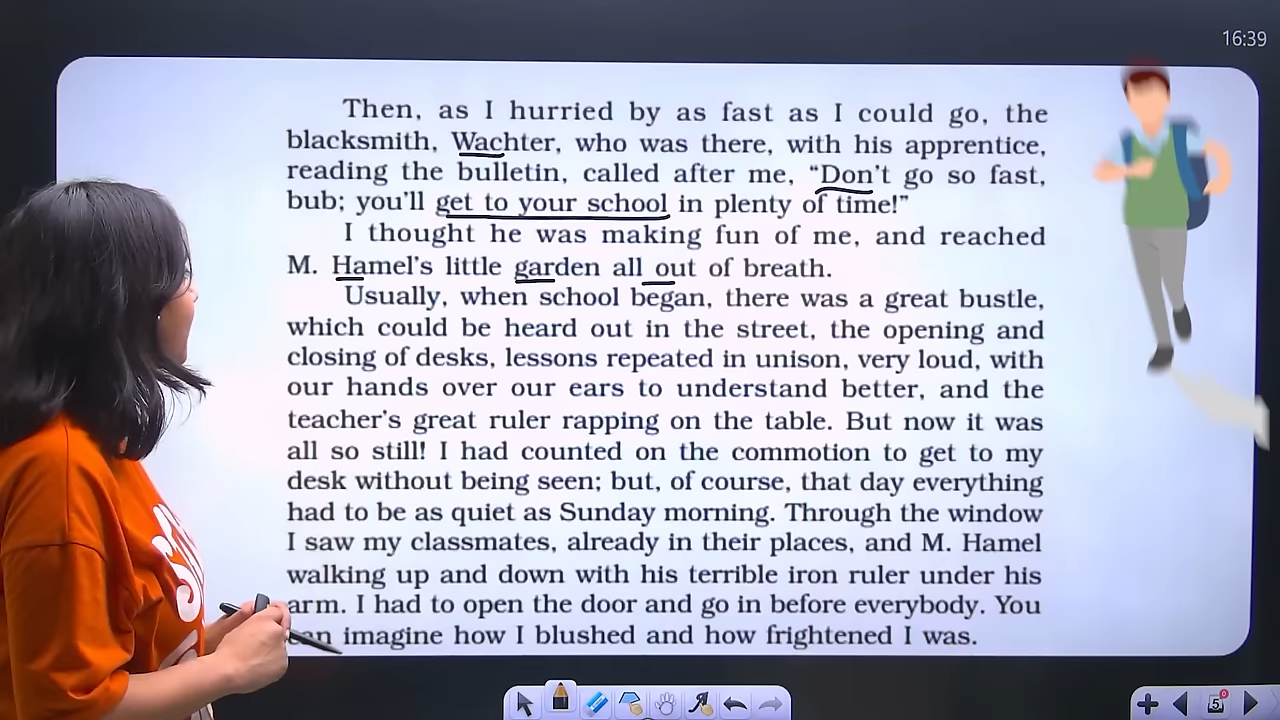 16:39
Then, as I hurried by as fast as I could go, the
blacksmith, Wachter, who was there, with his apprentice,
reading the bulletin, called after me, “Don’t go so fast,
bub; you’ll get to your school in plenty of time!”
I thought he was making fun of me, and reached
M. Hamel’s little garden all out of breath.
Usually, when school began, there was a great bustle,
which could be heard out in the street, the opening and
closing of desks, lessons repeated in unison, very loud, with
our hands over our ears to understand better, and the
teacher’s great ruler rapping on the table. But now it was
all so still! I had counted on the commotion to get to my
desk without being seen; but, of course, that day everything
had to be as quiet as Sunday morning. Through the window
I saw my classmates, already in their places, and M. Hamel
walking up and down with his terrible iron ruler under his
arm. I had to open the door and go in before everybody. You
can imagine how I blushed and how frightened I was.
5
0